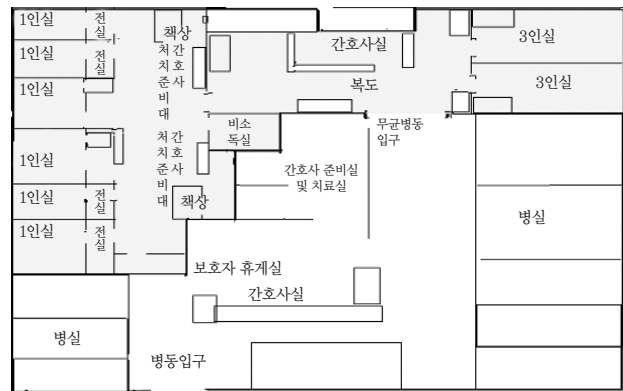 1인실
전실
책상
간호사실
3인실
1인실
전실
처치준비대
간호사
복도
3인실
1인실
비소독실
무균병동
입구
1인실
처치준비대
간호사
간호사 준비실
및 치료실
1인실
전실
책상
병실
1인실
전실
보호자 휴게실
간호사실
병실
병동입구